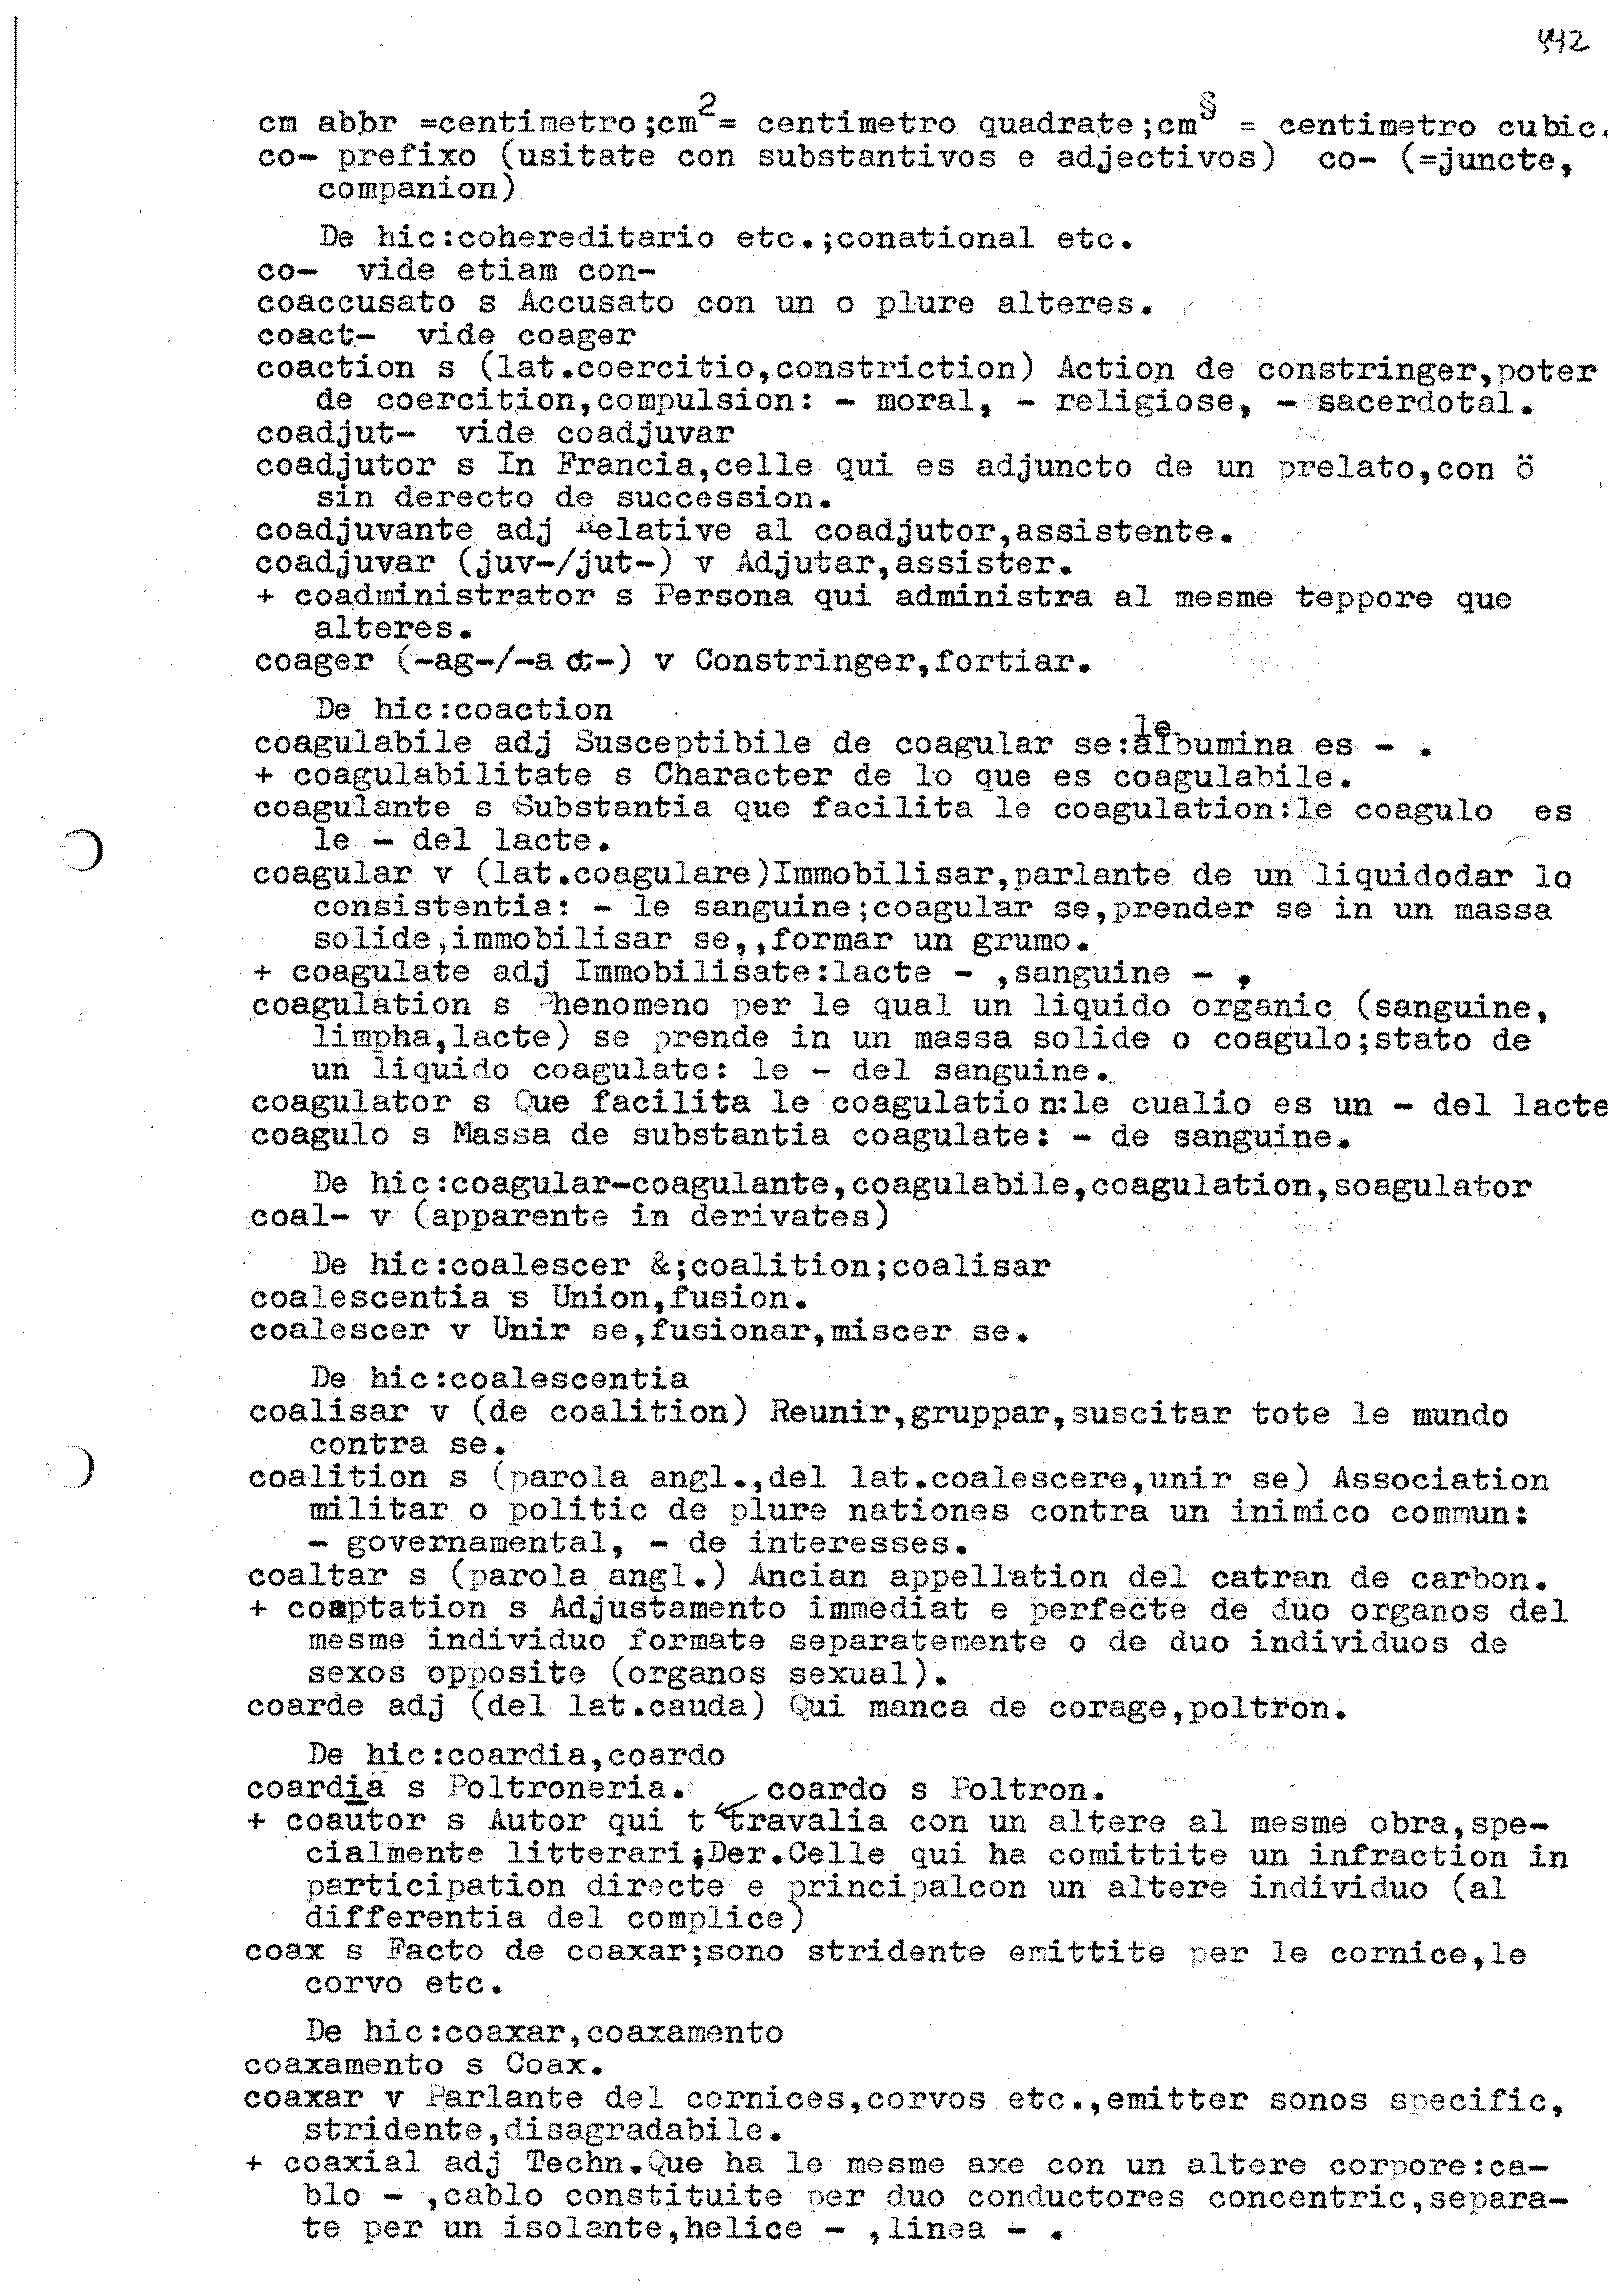 442
cm abbr =centimetro;cm²= centimetro quadrate;cm³ = centimetro cubic.
co- prefixo (usitate con substantivos e adjectivos)  co- (=juncte,
companion)
De hic:cohereditario etc.;conational etc.
co-  vide etiam con-
coaccusato s Accusato con un o plure alteres.
coact-  vide coager
coaction s (lat.coercitio,constriction) Action de constringer,poter
de coercition,compulsion: - moral, - religiose, - sacerdotal.
coadjut-  vide coadjuvar
coadjutor s In Francia,celle qui es adjuncto de un prelato,con ö
sin derecto de succession.
coadjuvante adj Relative al coadjutor,assistente.
coadjuvar (juv-/jut-) v Adjutar,assister.
+ coadministrator s Persona qui administra al mesme teppore que
alteres.
coager (-ag-/-act-) v Constringer,fortiar.
De hic:coaction
coagulabile adj Susceptibile de coagular se:le albumina es - .
+ coagulabilitate s Character de lo que es coagulabile.
coagulante s Substantia que facilita le coagulation:le coagulo  es
le - del lacte.
coagular v (lat.coagulare)Immobilisar,parlante de un liquidodar lo
consistentia: - le sanguine;coagular se,prender se in un massa
solide,immobilisar se,,formar un grumo.
+ coagulate adj Immobilisate:lacte - ,sanguine - ,
coagulation s Phenomeno per le qual un liquido organic (sanguine,
limpha,lacte) se prende in un massa solide o coagulo;stato de
un liquido coagulate: le - del sanguine.
coagulator s Que facilita le coagulation:le cualio es un - del lacte
coagulo s Massa de substantia coagulate: - de sanguine.
De hic:coagular-coagulante,coagulabile,coagulation,soagulator
coal- v (apparente in derivates)
De hic:coalescer &;coalition;coalisar
coalescentia s Union,fusion.
coalescer v Unir se,fusionar,miscer se.
De hic:coalescentia
coalisar v (de coalition) Reunir,gruppar,suscitar tote le mundo
contra se.
coalition s (parola angl.,del lat.coalescere,unir se) Association
militar o politic de plure nationes contra un inimico commun:
- governamental, - de interesses.
coaltar s (parola angl.) Ancian appellation del catran de carbon.
+ coaptation s Adjustamento immediat e perfecte de duo organos del
mesme individuo formate separatemente o de duo individuos de
sexos opposite (organos sexual).
coarde adj (del lat.cauda) Qui manca de corage,poltron.
De hic:coardia,coardo
coardia s Poltroneria.   coardo s Poltron.
+ coautor s Autor qui t travalia con un altere al mesme obra,spe-
cialmente litterari;Der.Celle qui ha comittite un infraction in
participation directe e principalcon un altere individuo (al
differentia del complice)
coax s Facto de coaxar;sono stridente emittite per le cornice,le
corvo etc.
De hic:coaxar,coaxamento
coaxamento s Coax.
coaxar v Parlante del cornices,corvos etc.,emitter sonos specific,
stridente,disagradabile.
+ coaxial adj Techn.Que ha le mesme axe con un altere corpore:ca-
blo - ,cablo constituite per duo conductores concentric,separa-
te per un isolante,helice - ,linea - .